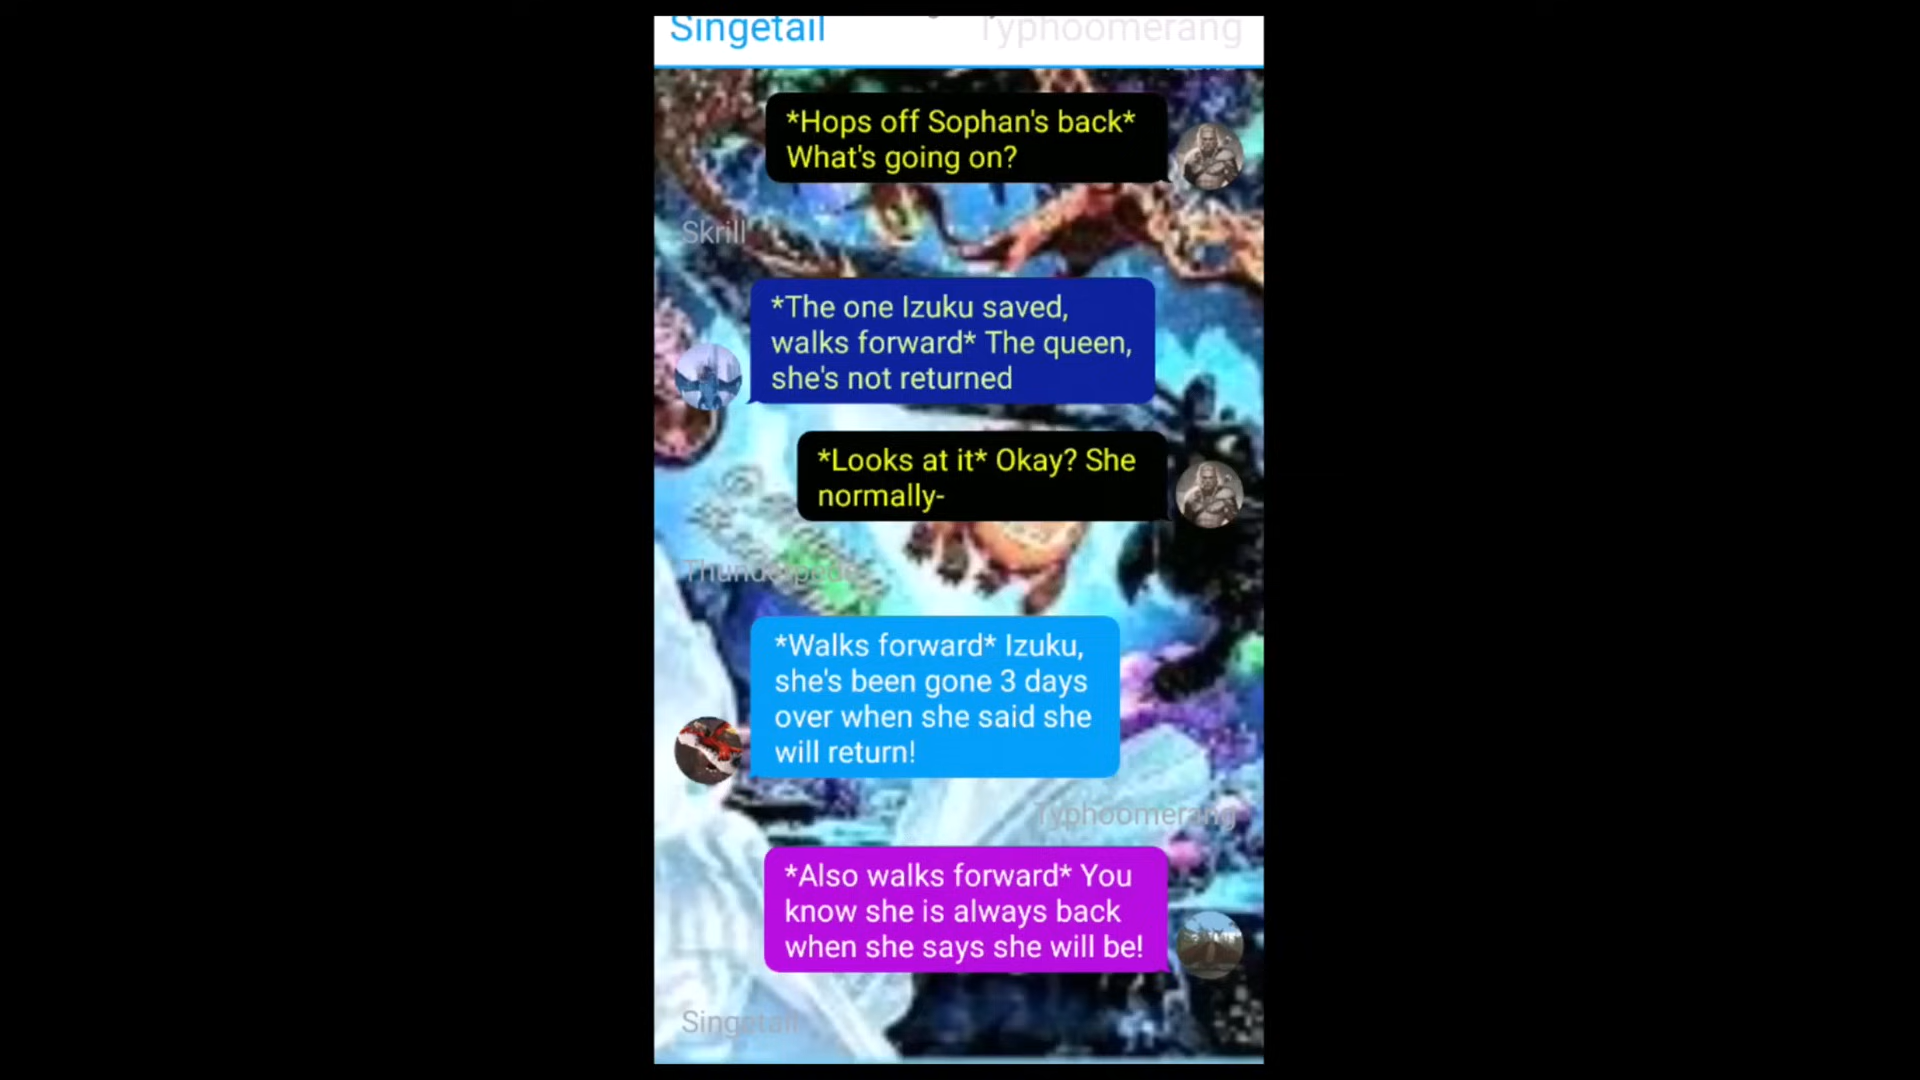 Singetail
Typhoomerang
*Hops off Sophan's back*
What's going on?
Skrill
*The one Izuku saved,
walks forward* The queen,
she's not returned
*Looks at it* Okay? She
normally-
*Walks forward* Izuku,
she's been gone 3 days
over when she said she
will return!
Typhoomerang
*Also walks forward* You
know she is always back
when she says she will be!
Singetail